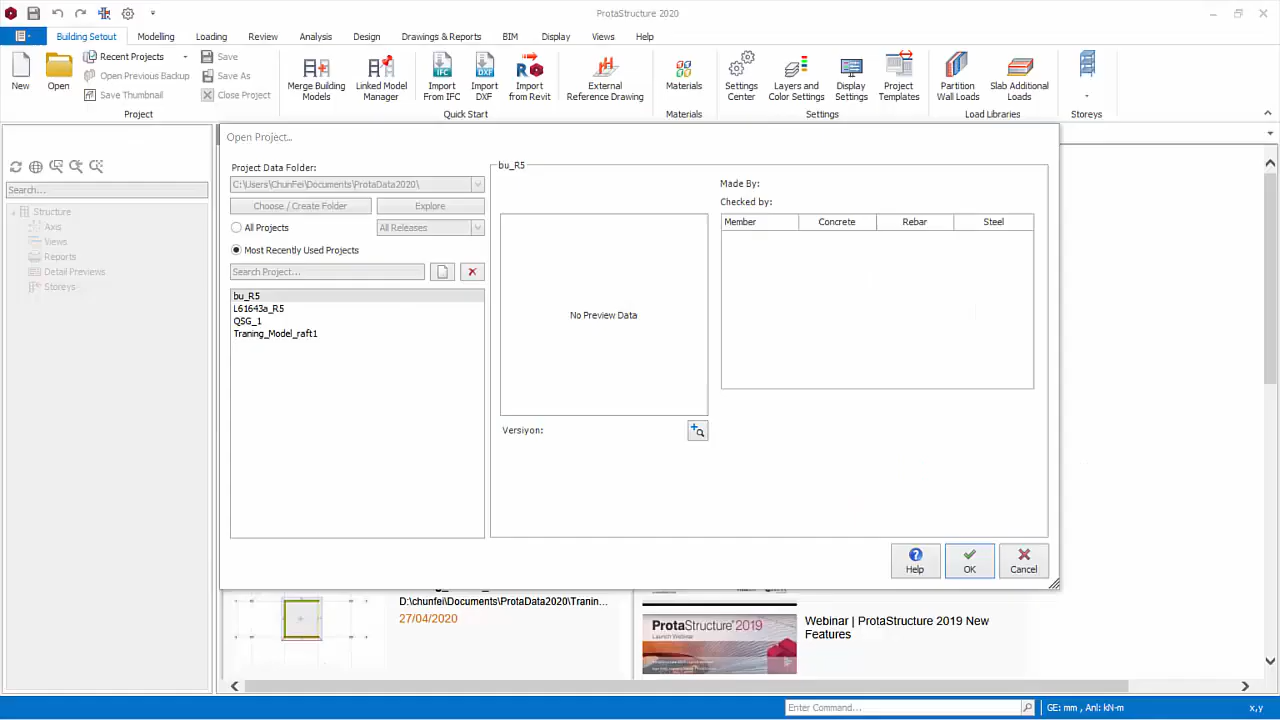 ProtaStructure 2020
Building Setout
Modelling
Loading
Review
Analysis
Design
Drawings & Reports
BIM
Display
Views
Help
New
Open
Recent Projects
Open Previous Backup
Save Thumbnail
Save
Save As
Close Project
Project
Merge Building
Models
Linked Model
Manager
IFC
Import
From IFC
DXF
Import
DXF
R
Import
from Revit
External
Reference Drawing
Quick Start
Materials
Materials
Settings
Center
Layers and
Color Settings
Display
Settings
Project
Templates
Settings
Partition
Wall Loads
Slab Additional
Loads
Load Libraries
Storeys
Search...
Structure
Axis
Views
Reports
Detail Previews
Storeys
Open Project...
Project Data Folder:
C:\Users\ChunFei\Documents\ProtaData2020\
Choose / Create Folder
Explore
All Projects
All Releases
Most Recently Used Projects
Search Project...
bu_R5
L61643a_R5
QSG_1
Traning_Model_raft1
bu_R5
No Preview Data
Versiyon:
Made By:
Checked by:
Member Concrete Rebar Steel
Help
OK
Cancel
D:\chunfei\Documents\ProtaData2020\Tranin...
27/04/2020
ProtaStructure® 2019
Launch Webinar
Webinar | ProtaStructure 2019 New
Features
Enter Command...
GE: mm , Anl: kN-m
x,y